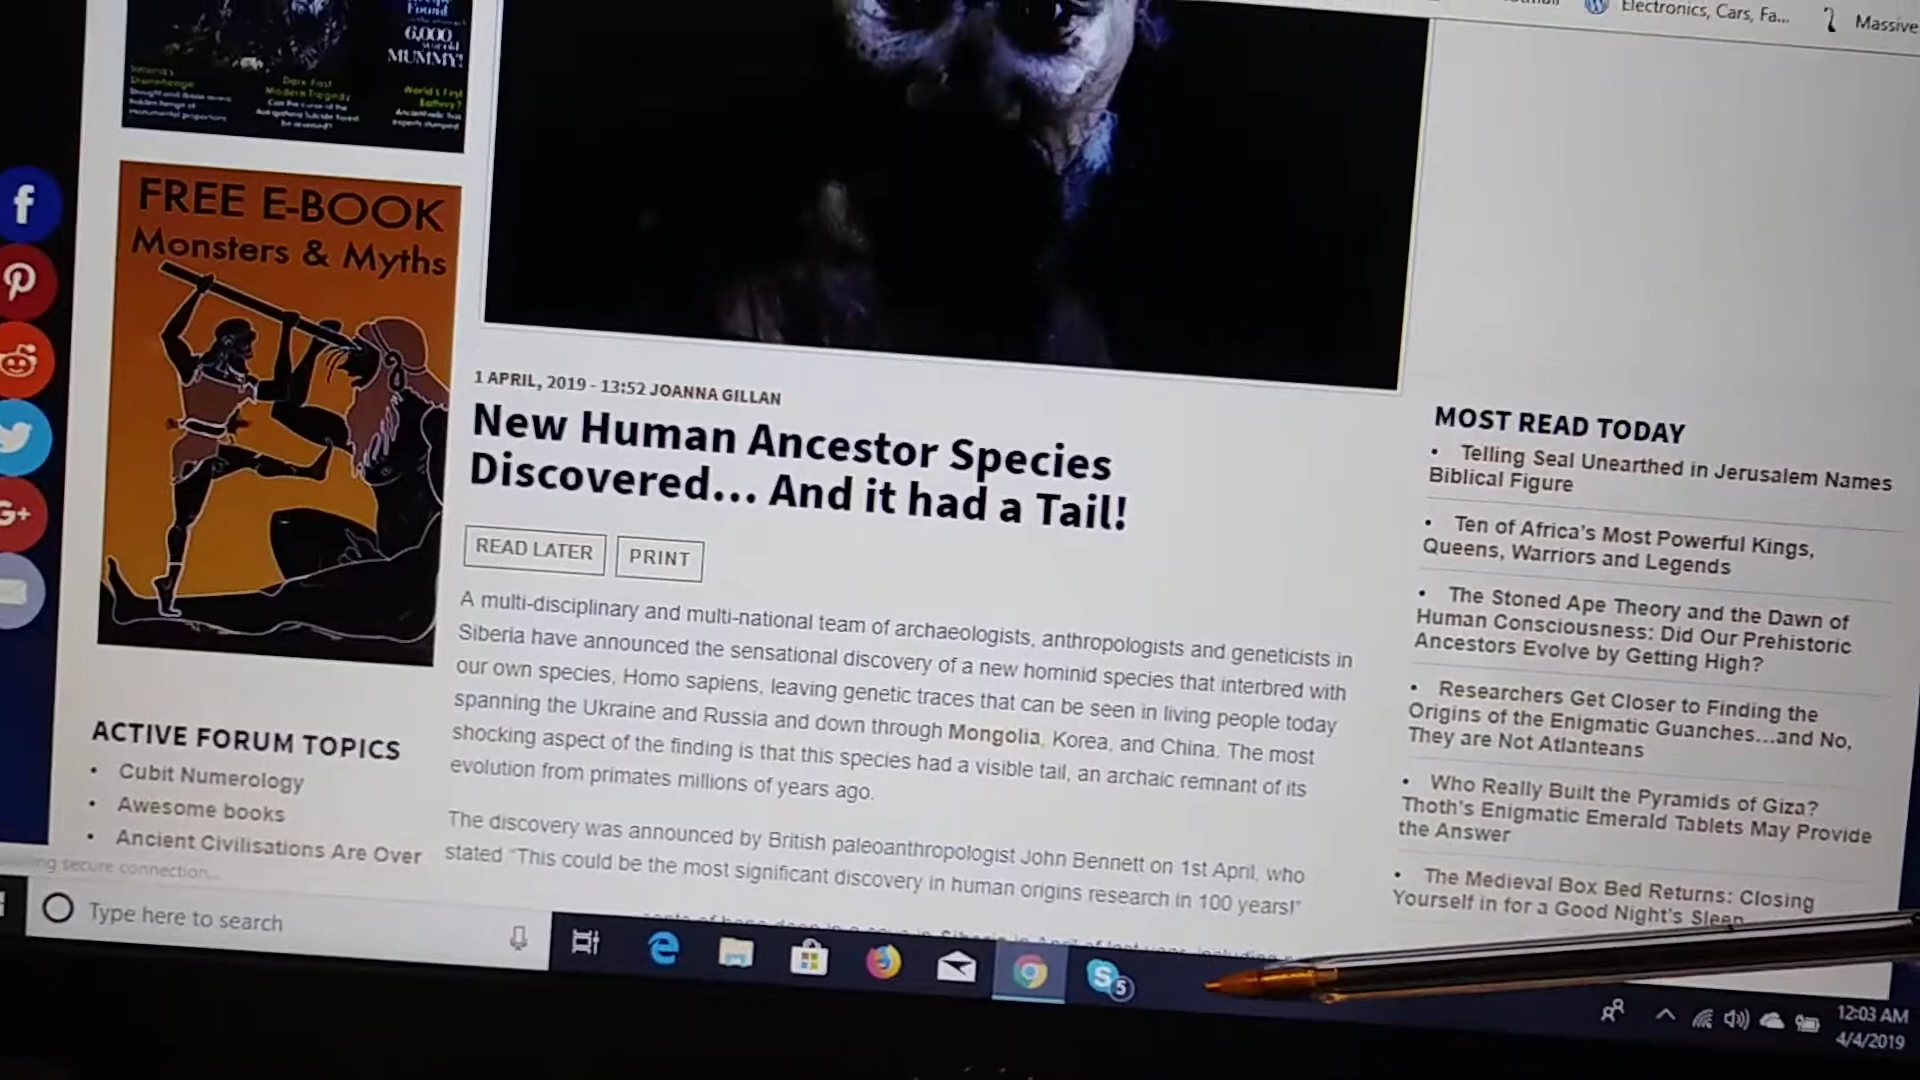 Electronics, Cars, Fa...
Massive
Found
6,000
MUMMY!
Dark Past
Modern Tragedy
World's First
Battery?
FREE E-BOOK
Monsters & Myths
f
G+
1 APRIL, 2019 - 13:52 JOANNA GILLAN
New Human Ancestor Species
Discovered... And it had a Tail!
READ LATER
PRINT
A multi-disciplinary and multi-national team of archaeologists, anthropologists and geneticists in
Siberia have announced the sensational discovery of a new hominid species that interbred with
our own species, Homo sapiens, leaving genetic traces that can be seen in living people today
spanning the Ukraine and Russia and down through Mongolia, Korea, and China. The most
shocking aspect of the finding is that this species had a visible tail, an archaic remnant of its
evolution from primates millions of years ago.
The discovery was announced by British paleoanthropologist John Bennett on 1st April, who
stated "This could be the most significant discovery in human origins research in 100 years!"
MOST READ TODAY
• Telling Seal Unearthed in Jerusalem Names
Biblical Figure
• Ten of Africa's Most Powerful Kings,
Queens, Warriors and Legends
• The Stoned Ape Theory and the Dawn of
Human Consciousness: Did Our Prehistoric
Ancestors Evolve by Getting High?
• Researchers Get Closer to Finding the
Origins of the Enigmatic Guanches...and No,
They are Not Atlanteans
• Who Really Built the Pyramids of Giza?
Thoth's Enigmatic Emerald Tablets May Provide
the Answer
• The Medieval Box Bed Returns: Closing
Yourself in for a Good Night's Sleep
ACTIVE FORUM TOPICS
• Cubit Numerology
• Awesome books
• Ancient Civilisations Are Over
secure connection...
Type here to search
S 5
12:03 AM
4/4/2019